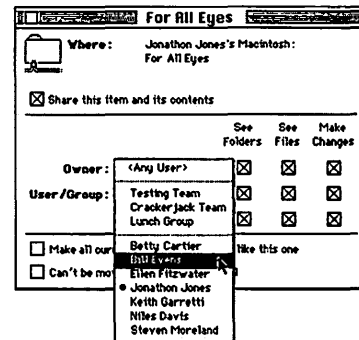 For All Eyes
Where: Jonathon Jones's Macintosh:
For All Eyes
Share this item and its contents
See Folders See Files Make Changes
Owner: <Any User>
User/Group: Testing Team
Crackerjack Team
Lunch Group
Betty Cartier
Make all our like this one
Bill Evans
Ellen Fitzwater
Can't be mo
Jonathon Jones
Keith Garretti
Niles Davis
Steven Moreland